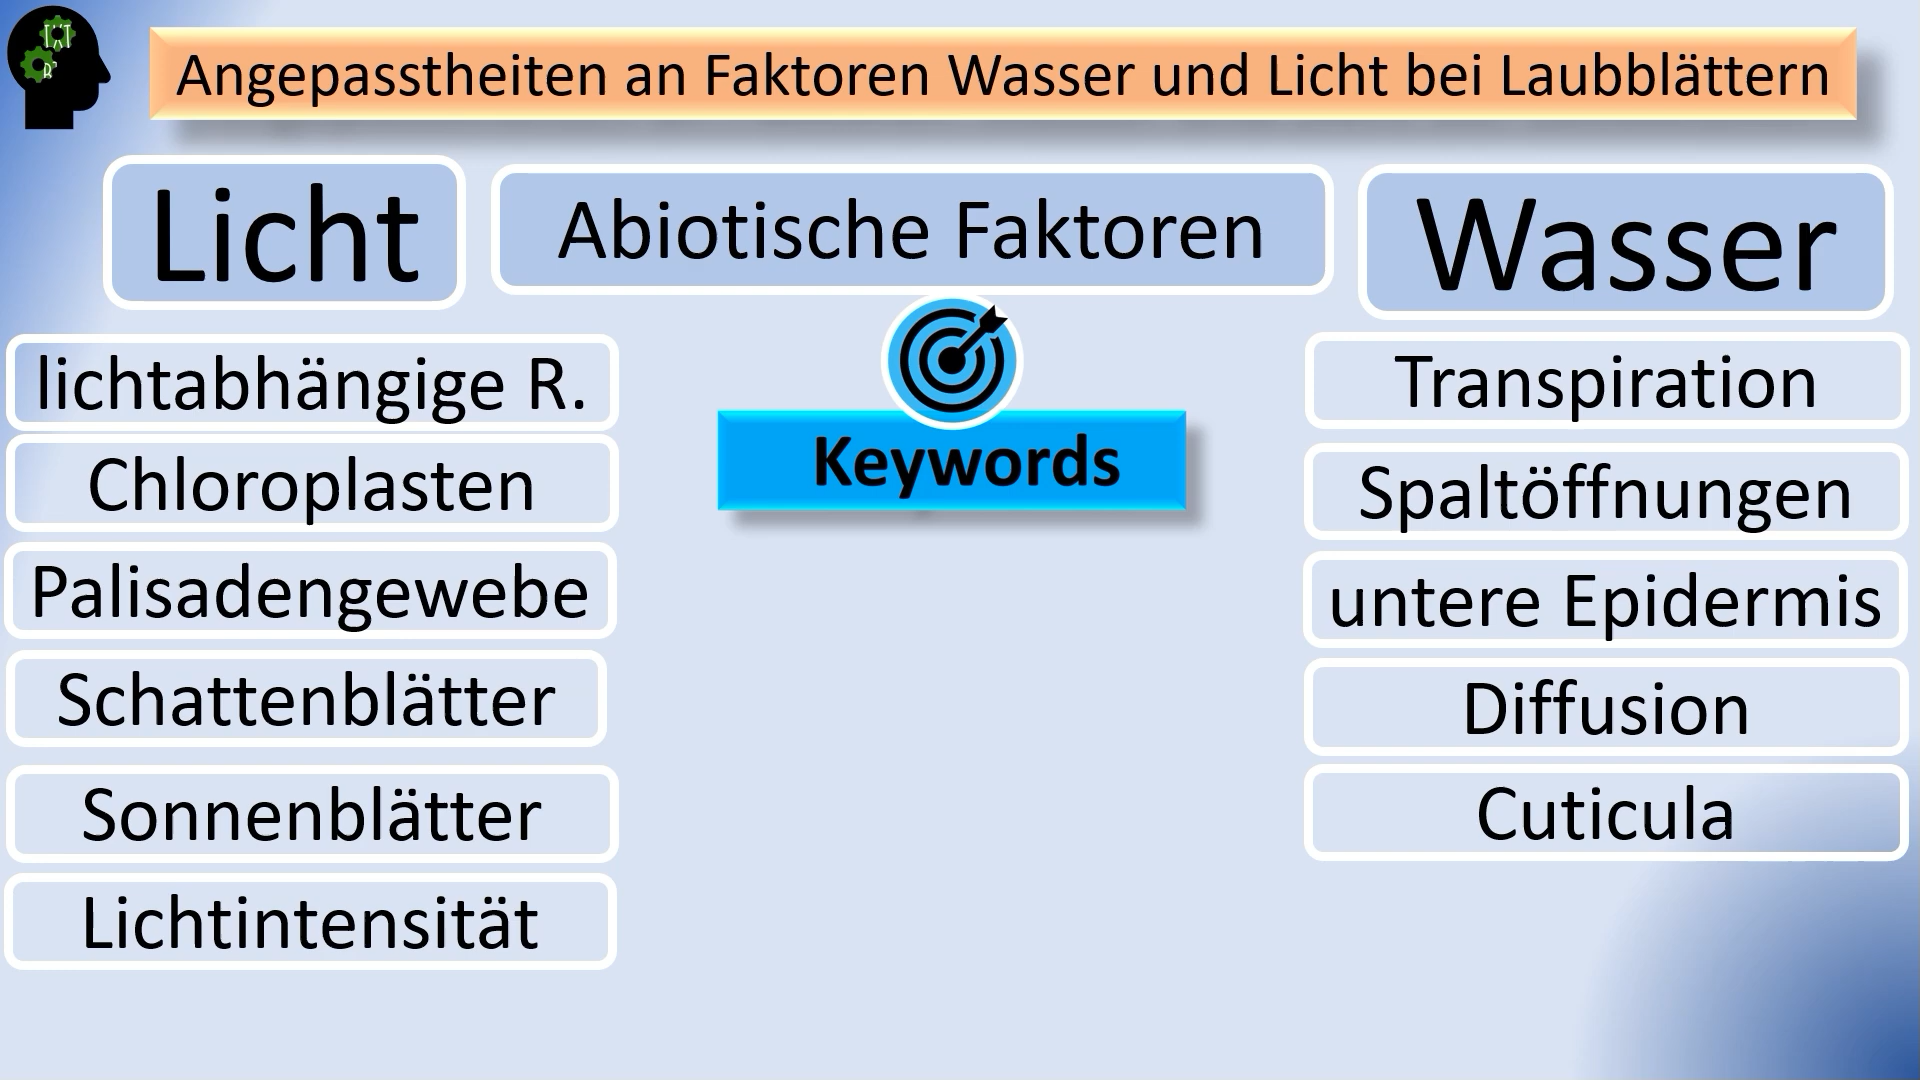 Angepasstheiten an Faktoren Wasser und Licht bei Laubblättern
Licht
Abiotische Faktoren
Wasser
Keywords
lichtabhängige R.
Chloroplasten
Palisadengewebe
Schattenblätter
Sonnenblätter
Lichtintensität
Transpiration
Spaltöffnungen
untere Epidermis
Diffusion
Cuticula